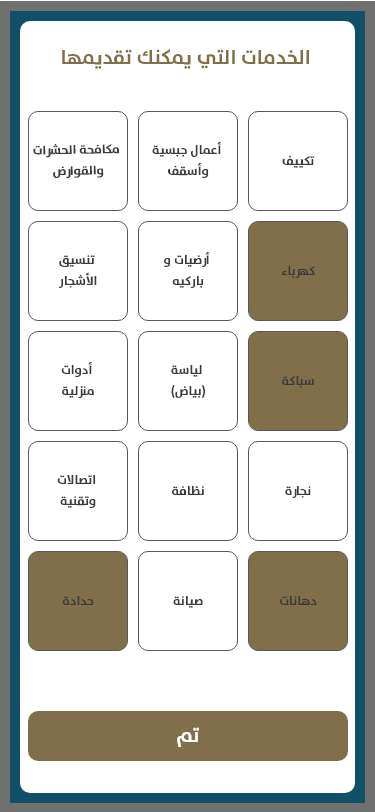 الخدمات التي يمكنك تقديمها
تكييف
أعمال جبسية
وأسقف
مكافحة الحشرات
والقوارض
كهرباء
أرضيات و
باركيه
تنسيق
الأشجار
سباكة
لياسة
(بياض)
أدوات
منزلية
نجارة
نظافة
اتصالات
وتقنية
دهانات
صيانة
حدادة
تم